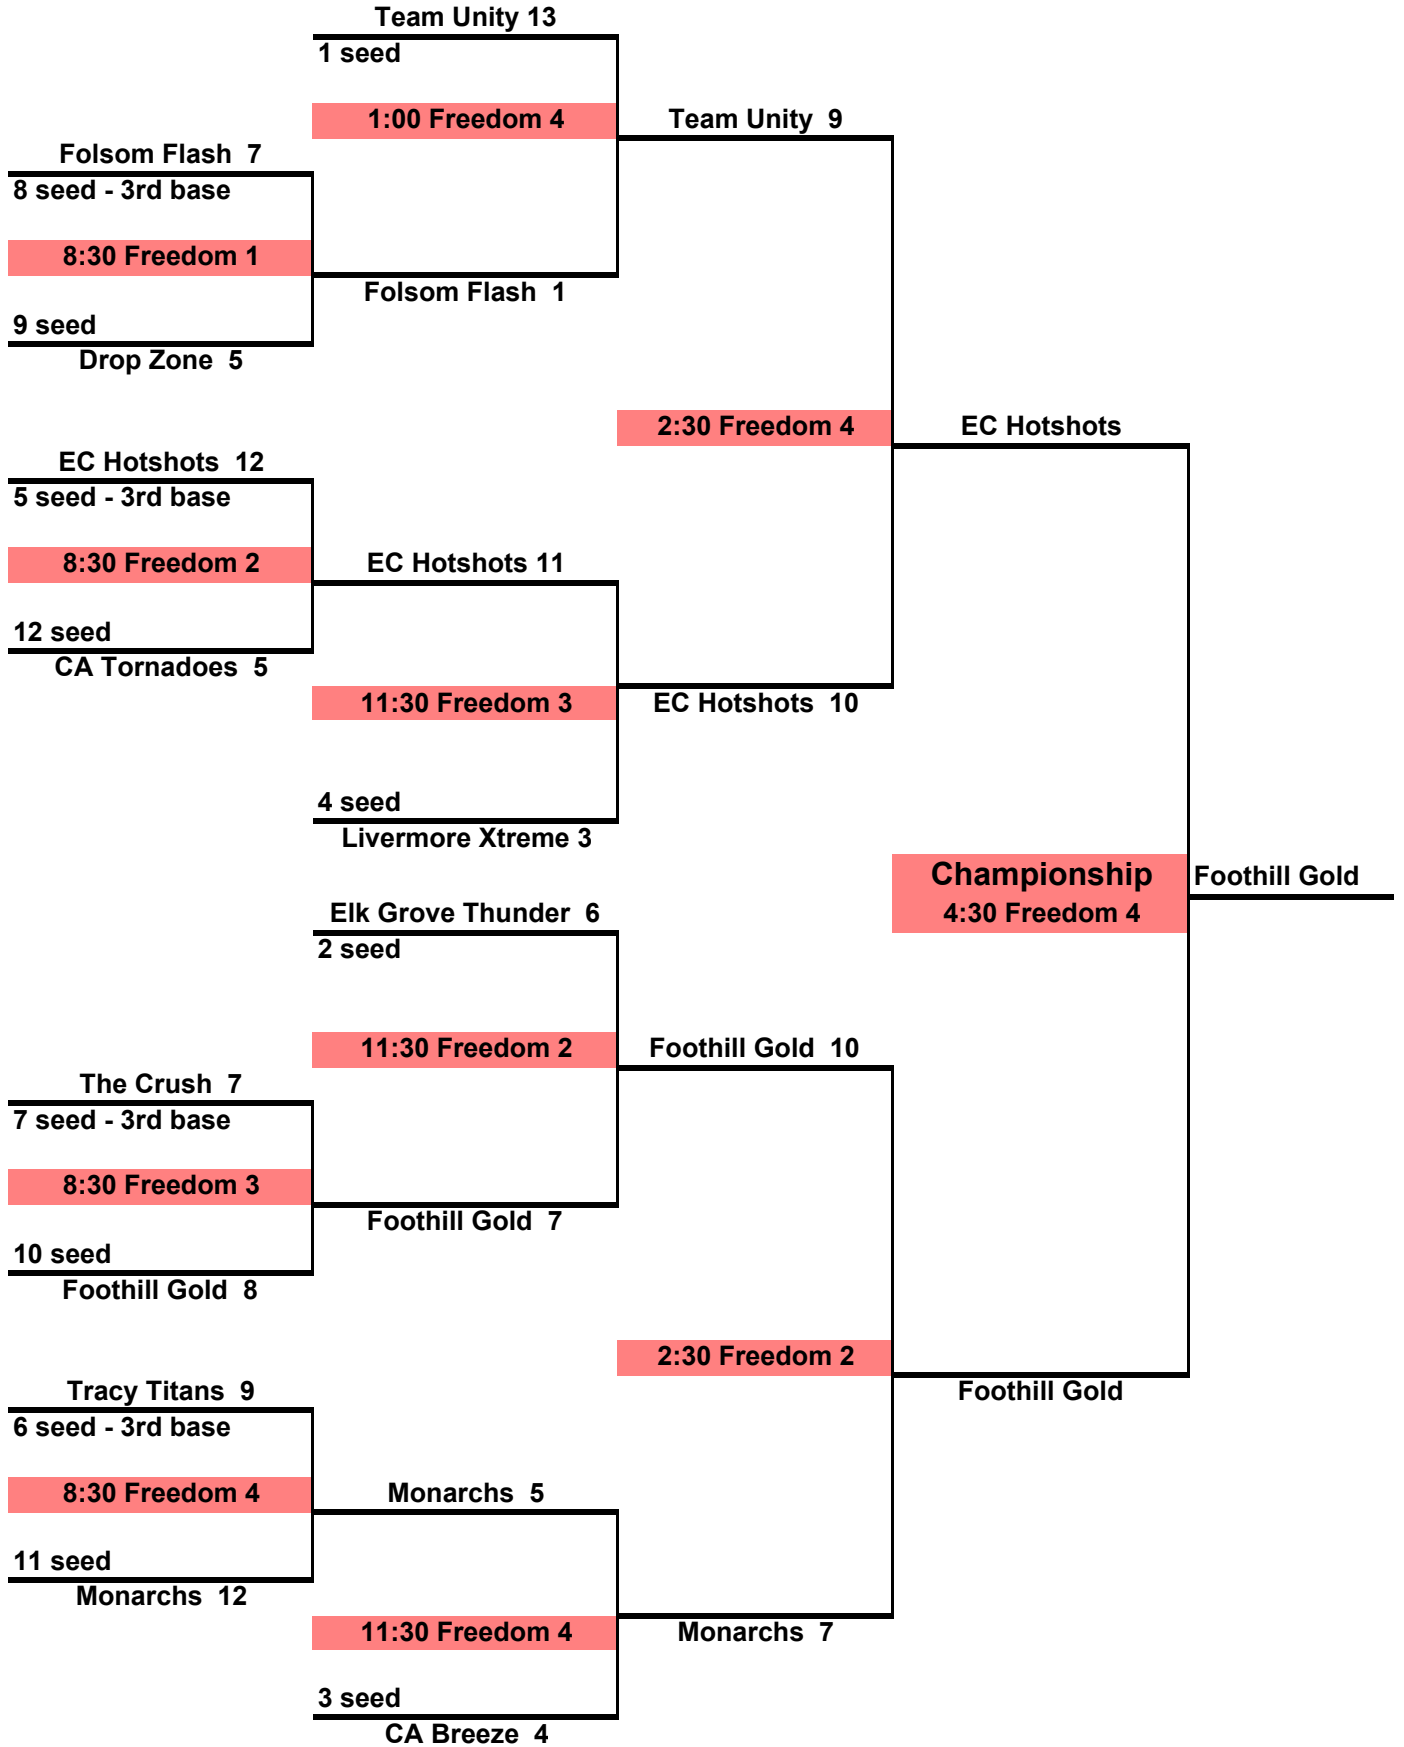 Team Unity 13
1 seed
1:00 Freedom 4
Team Unity 9
Folsom Flash 7
8 seed - 3rd base
8:30 Freedom 1
Folsom Flash 1
9 seed
Drop Zone 5
2:30 Freedom 4
EC Hotshots
EC Hotshots 12
5 seed - 3rd base
8:30 Freedom 2
EC Hotshots 11
12 seed
CA Tornadoes 5
11:30 Freedom 3
EC Hotshots 10
4 seed
Livermore Xtreme 3
Championship
4:30 Freedom 4
Foothill Gold
Elk Grove Thunder 6
2 seed
11:30 Freedom 2
Foothill Gold 10
The Crush 7
7 seed - 3rd base
8:30 Freedom 3
Foothill Gold 7
10 seed
Foothill Gold 8
2:30 Freedom 2
Foothill Gold
Tracy Titans 9
6 seed - 3rd base
8:30 Freedom 4
Monarchs 5
11 seed
Monarchs 12
11:30 Freedom 4
Monarchs 7
3 seed
CA Breeze 4